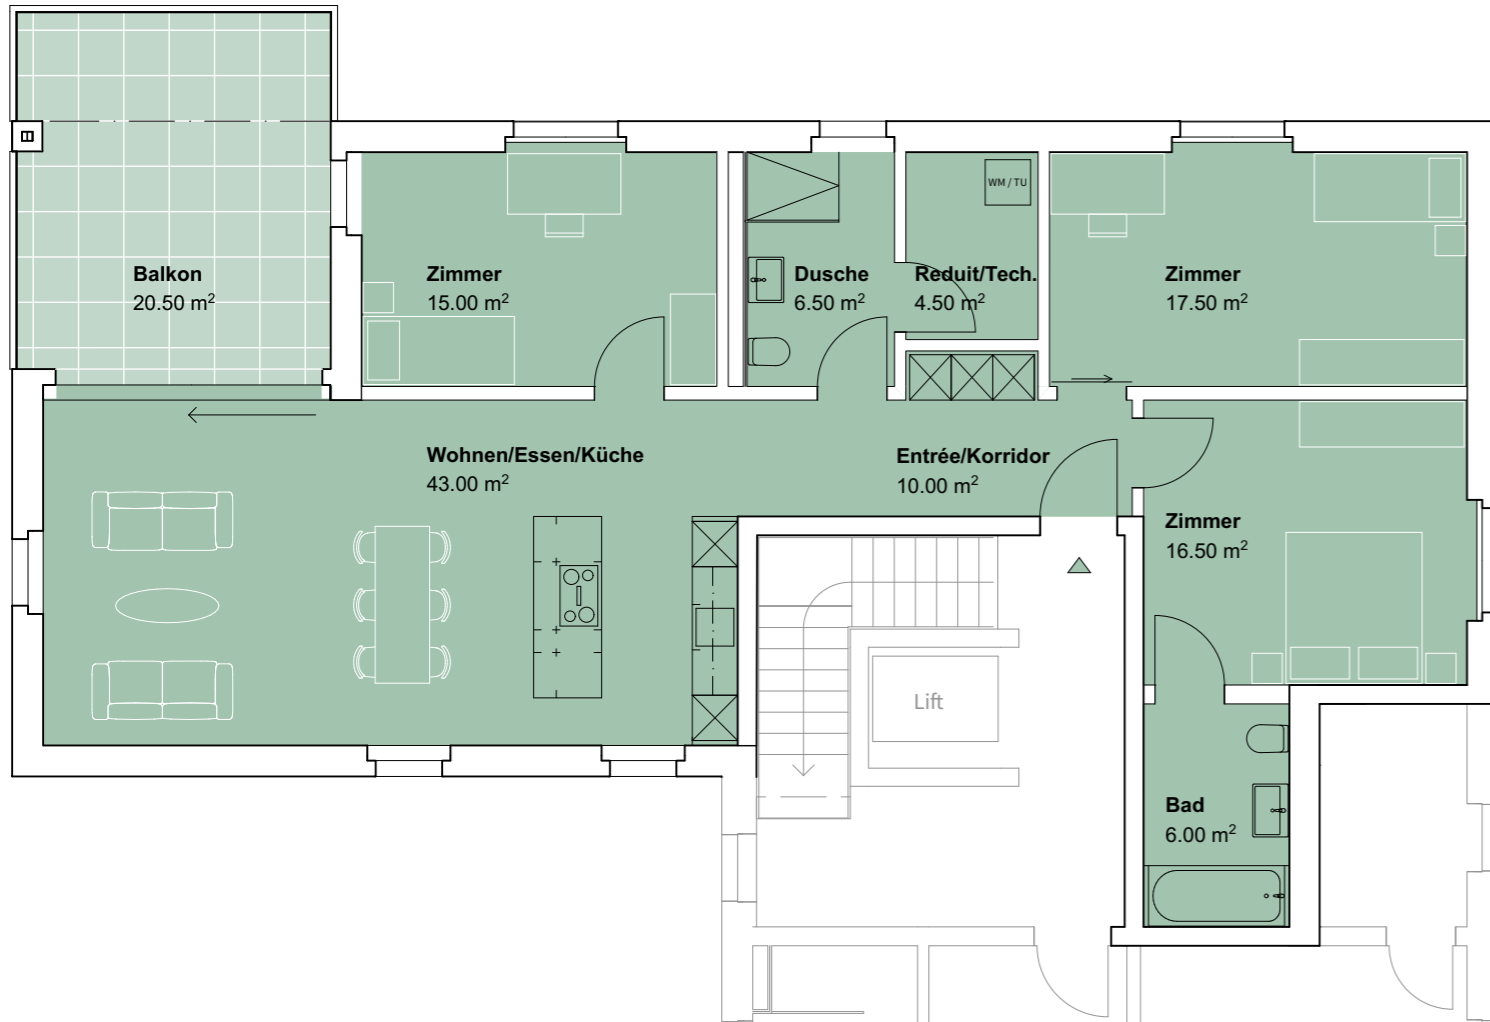 WM / TU
Balkon
20.50 m²
Zimmer
15.00 m²
Dusche
6.50 m²
Reduit/Tech.
4.50 m²
Zimmer
17.50 m²
Wohnen/Essen/Küche
43.00 m²
Entrée/Korridor
10.00 m²
Zimmer
16.50 m²
Lift
Bad
6.00 m²